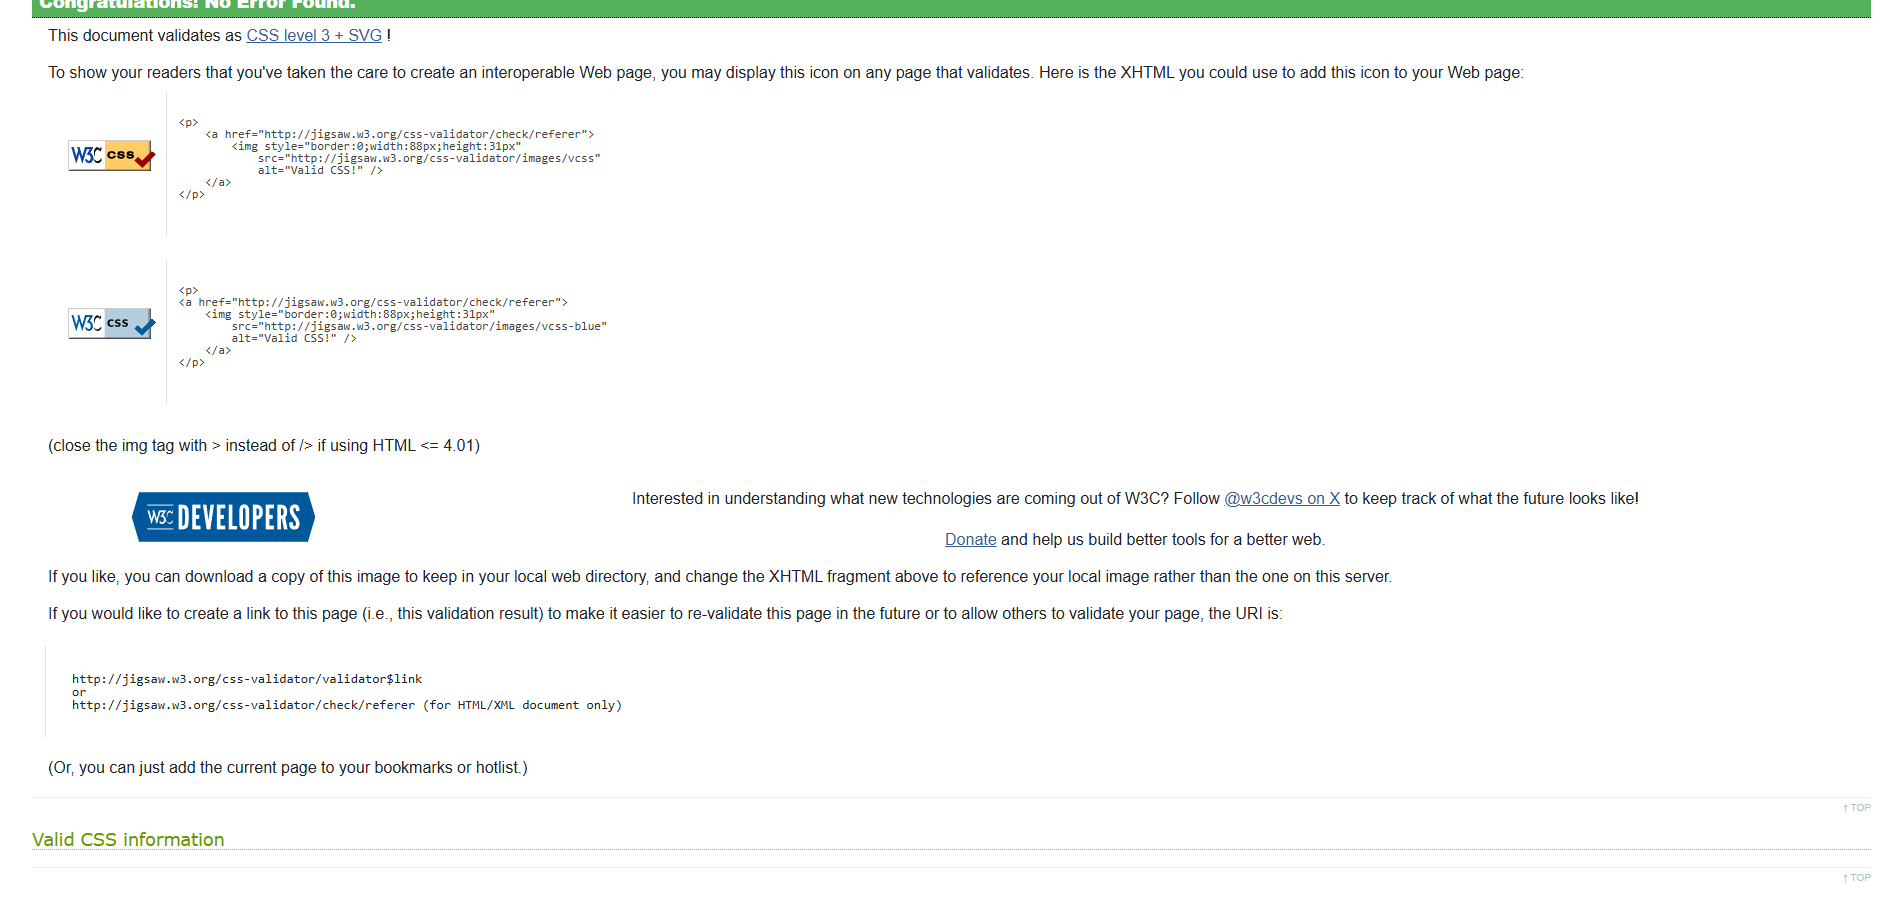 Congratulations! No Error Found.
This document validates as CSS level 3 + SVG !
To show your readers that you've taken the care to create an interoperable Web page, you may display this icon on any page that validates. Here is the XHTML you could use to add this icon to your Web page:
W3C css
<p>
    <a href="http://jigsaw.w3.org/css-validator/check/referer">
        <img style="border:0;width:88px;height:31px"
            src="http://jigsaw.w3.org/css-validator/images/vcss"
            alt="Valid CSS!" />
    </a>
</p>
W3C css
<p>
<a href="http://jigsaw.w3.org/css-validator/check/referer">
    <img style="border:0;width:88px;height:31px"
        src="http://jigsaw.w3.org/css-validator/images/vcss-blue"
        alt="Valid CSS!" />
    </a>
</p>
(close the img tag with > instead of /> if using HTML <= 4.01)
W3C DEVELOPERS
Interested in understanding what new technologies are coming out of W3C? Follow @w3cdevs on X to keep track of what the future looks like!
Donate and help us build better tools for a better web.
If you like, you can download a copy of this image to keep in your local web directory, and change the XHTML fragment above to reference your local image rather than the one on this server.
If you would like to create a link to this page (i.e., this validation result) to make it easier to re-validate this page in the future or to allow others to validate your page, the URI is:
http://jigsaw.w3.org/css-validator/validator$link
or
http://jigsaw.w3.org/css-validator/check/referer (for HTML/XML document only)
(Or, you can just add the current page to your bookmarks or hotlist.)
↑ TOP
Valid CSS information
↑ TOP